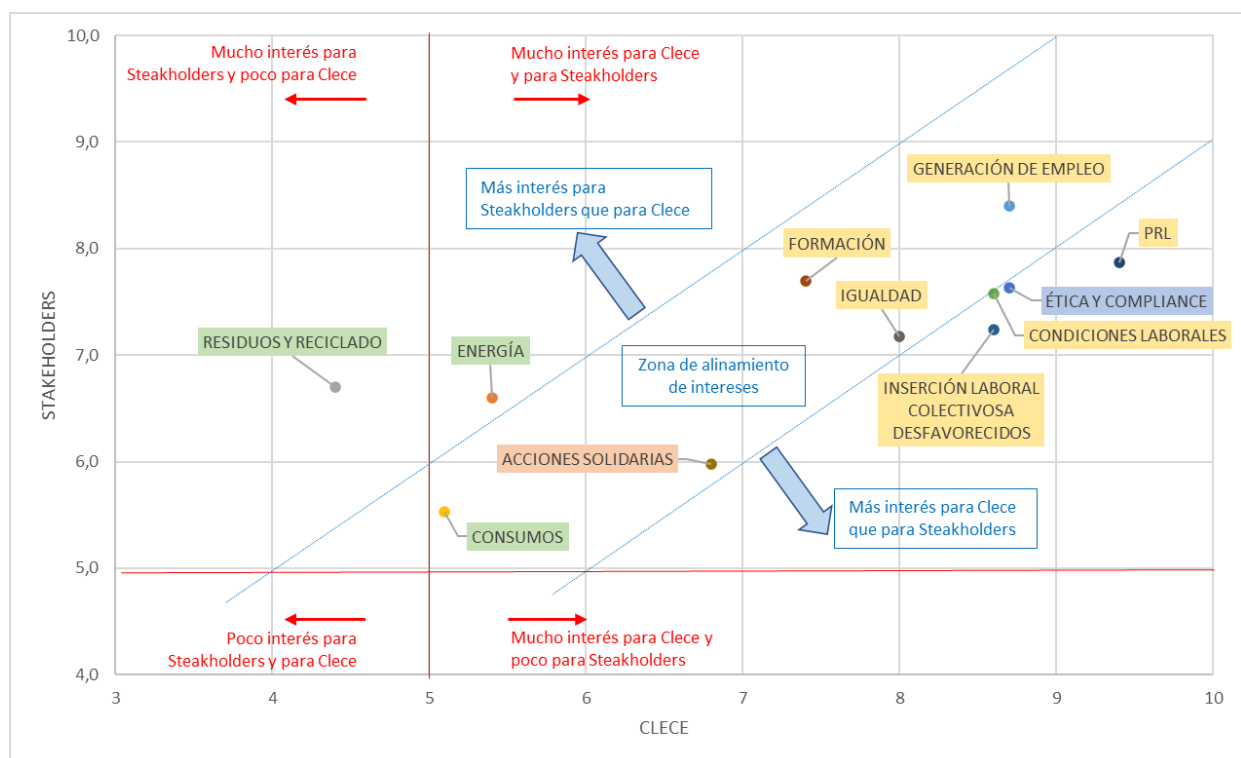 10,0
9,0
8,0
7,0
6,0
5,0
4,0
STAKEHOLDERS
Mucho interés para
Steakholders y poco para Clece
Mucho interés para Clece
y para Steakholders
Más interés para
Steakholders que para Clece
GENERACIÓN DE EMPLEO
PRL
FORMACIÓN
IGUALDAD
ÉTICA Y COMPLIANCE
CONDICIONES LABORALES
RESIDUOS Y RECICLADO
ENERGÍA
Zona de alinamiento
de intereses
INSERCIÓN LABORAL
COLECTIVOSA
DESFAVORECIDOS
ACCIONES SOLIDARIAS
Más interés para Clece
que para Steakholders
CONSUMOS
Poco interés para
Steakholders y para Clece
Mucho interés para Clece y
poco para Steakholders
3
4
5
6
7
8
9
10
CLECE